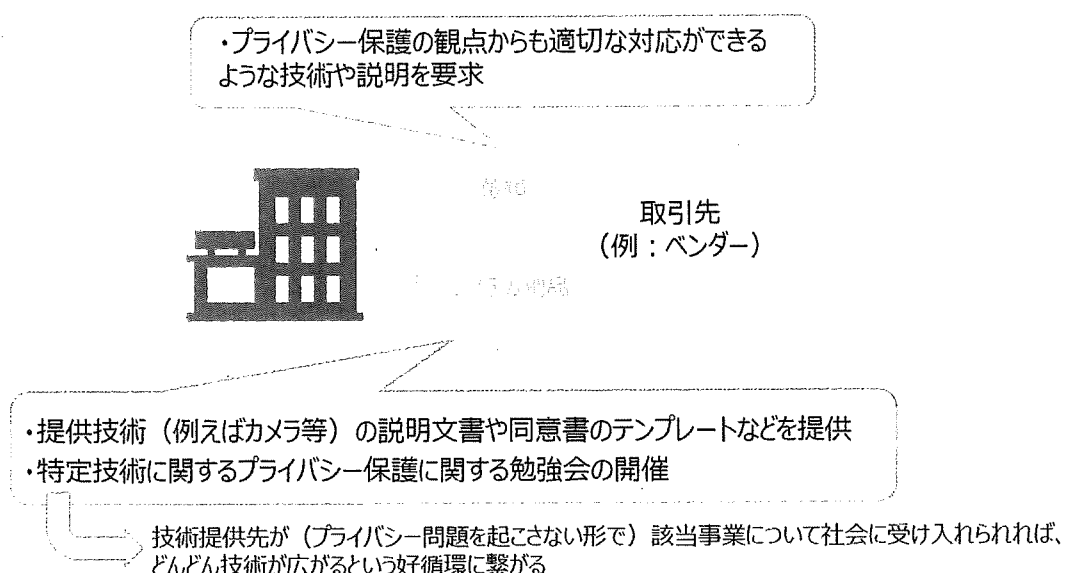 ・プライバシー保護の観点からも適切な対応ができる
ような技術や説明を要求
取引先
（例：ベンダー）
・提供技術（例えばカメラ等）の説明文書や同意書のテンプレートなどを提供
・特定技術に関するプライバシー保護に関する勉強会の開催
技術提供先が（プライバシー問題を起こさない形で）該当事業について社会に受け入れられれば、
どんどん技術が広がるという好循環に繋がる